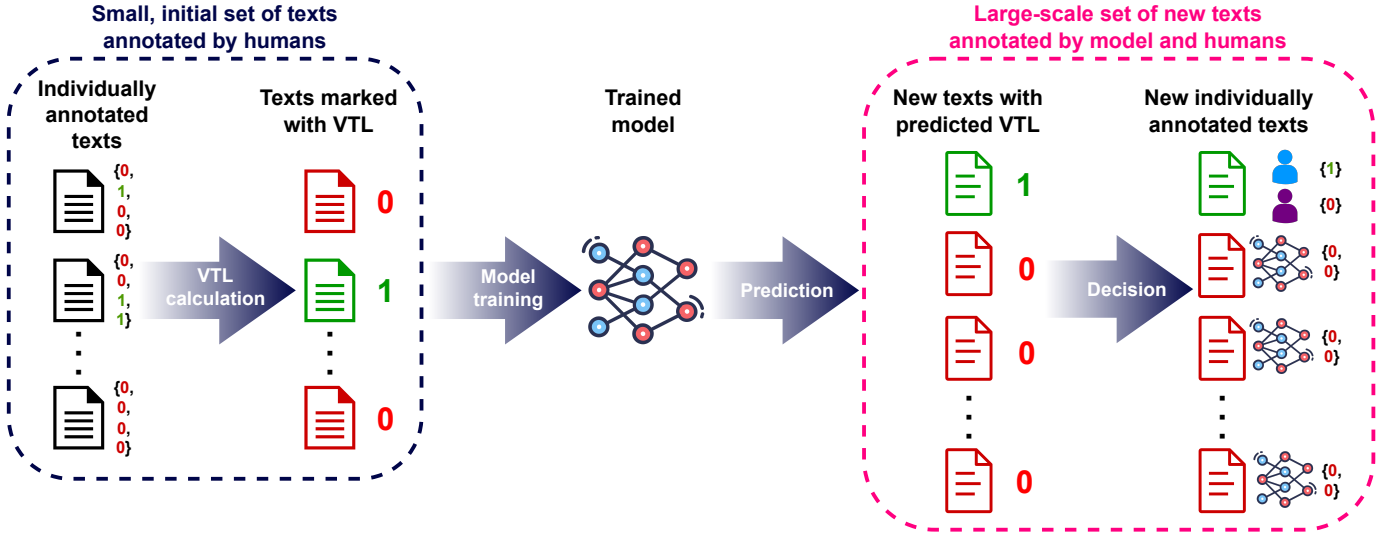 Small, initial set of texts
annotated by humans
Large-scale set of new texts
annotated by model and humans
Individually
annotated
texts
Texts marked
with VTL
Trained
model
New texts with
predicted VTL
New individually
annotated texts
{0,
1,
0,
0}
0
1
{1}
{0}
{0,
0,
1,
1}
VTL
calculation
1
Model
training
Prediction
0
Decision
{0,
0}
0
{0,
0}
{0,
0,
0,
0}
0
0
{0,
0}